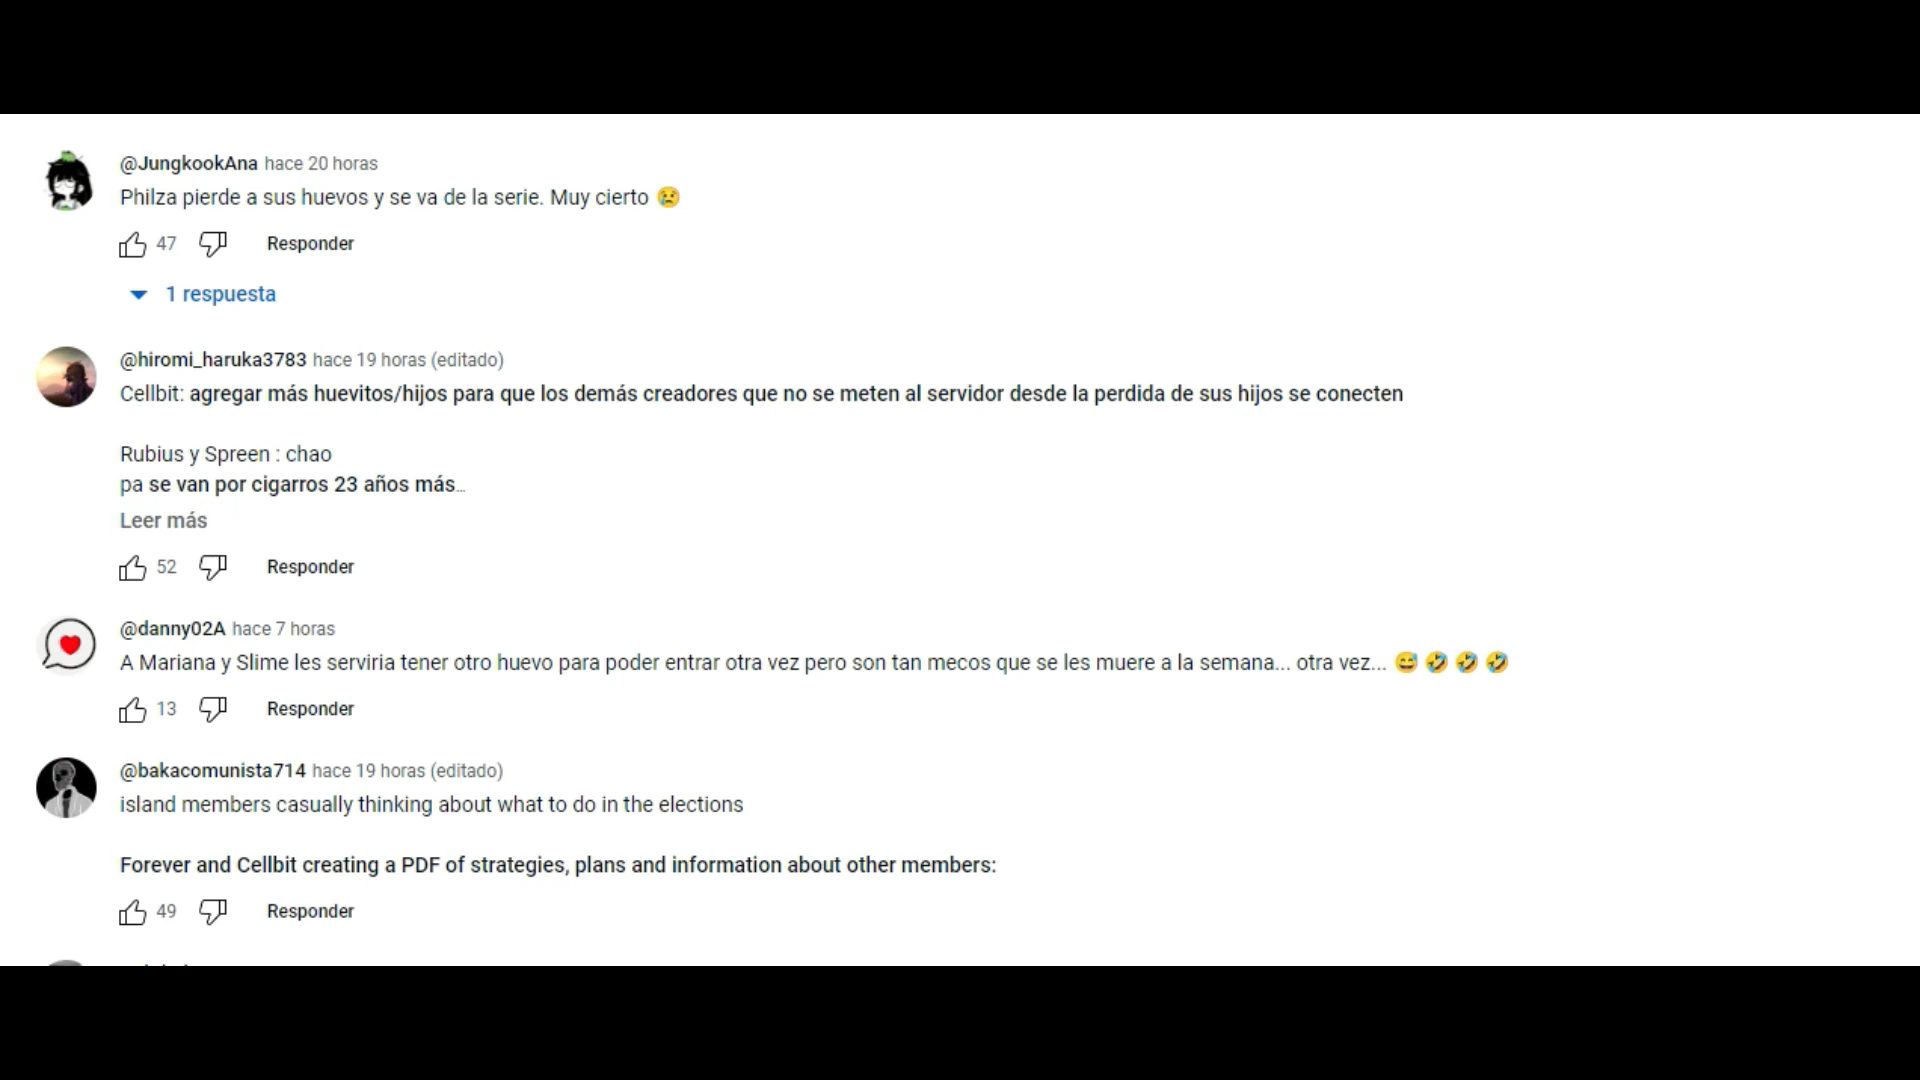 @JungkookAna hace 20 horas
Philza pierde a sus huevos y se va de la serie. Muy cierto 😢
47 Responder
1 respuesta
@hiromi_haruka3783 hace 19 horas (editado)
Cellbit: agregar más huevitos/hijos para que los demás creadores que no se meten al servidor desde la perdida de sus hijos se conecten
Rubius y Spreen : chao
pa se van por cigarros 23 años más...
Leer más
52 Responder
@danny02A hace 7 horas
A Mariana y Slime les serviria tener otro huevo para poder entrar otra vez pero son tan mecos que se les muere a la semana... otra vez... 😅 🤣 🤣 🤣
13 Responder
@bakacomunista714 hace 19 horas (editado)
island members casually thinking about what to do in the elections
Forever and Cellbit creating a PDF of strategies, plans and information about other members:
49 Responder